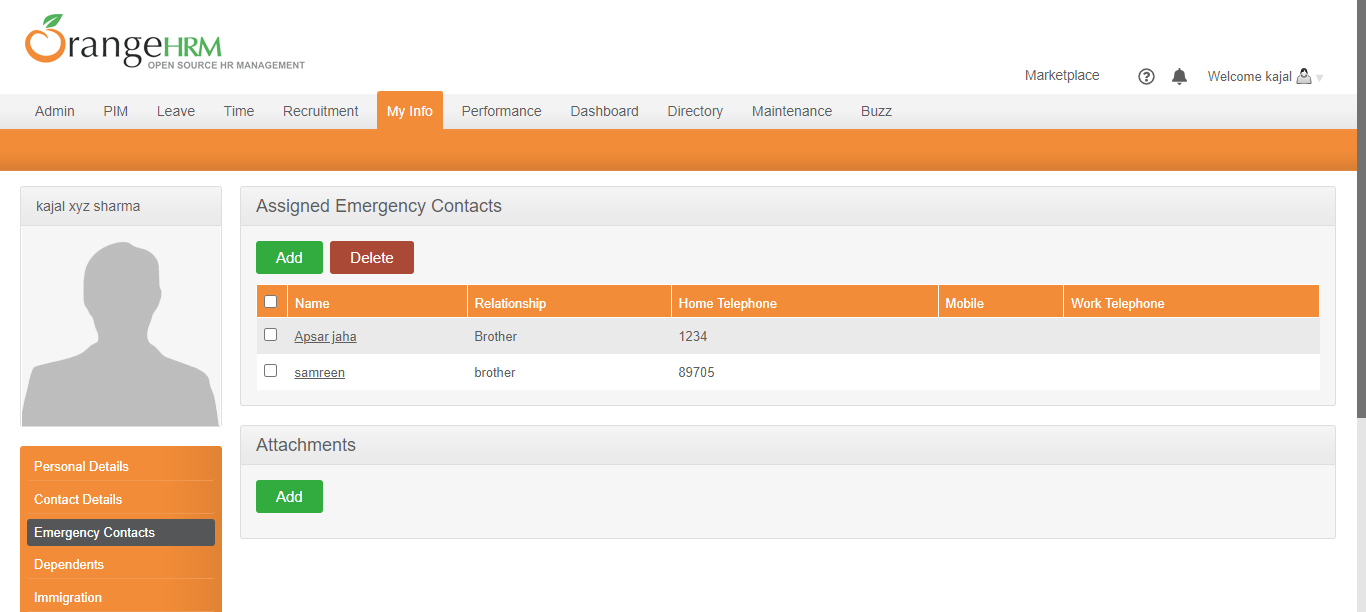 OrangeHRM
OPEN SOURCE HR MANAGEMENT
Marketplace ? Welcome kajal
Admin PIM Leave Time Recruitment My Info Performance Dashboard Directory Maintenance Buzz
kajal xyz sharma
Assigned Emergency Contacts
Add Delete
Name Relationship Home Telephone Mobile Work Telephone
Apsar jaha Brother 1234
samreen brother 89705
Attachments
Add
Personal Details
Contact Details
Emergency Contacts
Dependents
Immigration